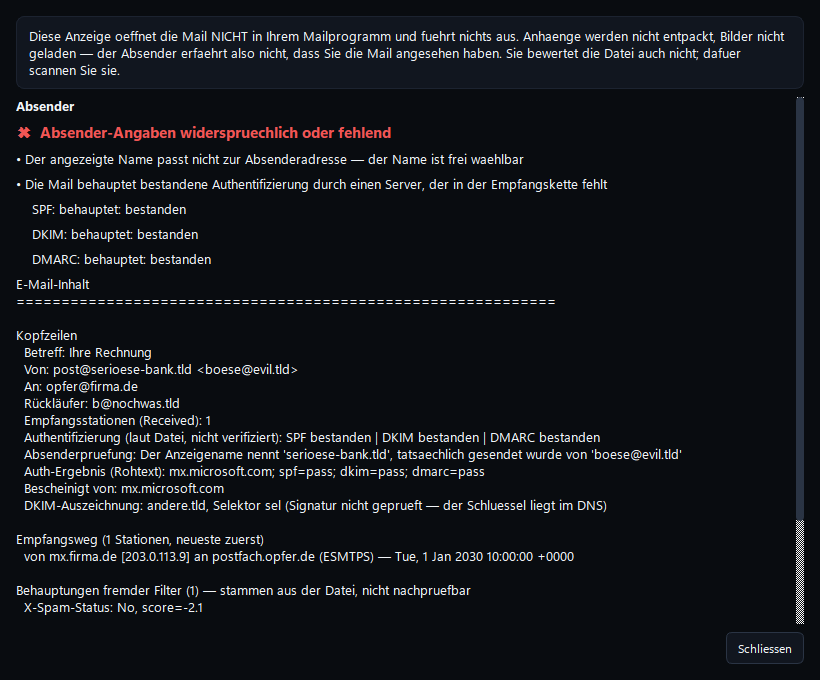 Diese Anzeige oeffnet die Mail NICHT in Ihrem Mailprogramm und fuehrt nichts aus. Anhaenge werden nicht entpackt, Bilder nicht
geladen — der Absender erfaehrt also nicht, dass Sie die Mail angesehen haben. Sie bewertet die Datei auch nicht; dafuer
scannen Sie sie.
Absender
✖ Absender-Angaben widerspruechlich oder fehlend
• Der angezeigte Name passt nicht zur Absenderadresse — der Name ist frei waehlbar
• Die Mail behauptet bestandene Authentifizierung durch einen Server, der in der Empfangskette fehlt
SPF: behauptet: bestanden
DKIM: behauptet: bestanden
DMARC: behauptet: bestanden
E-Mail-Inhalt
============================================================
Kopfzeilen
Betreff: Ihre Rechnung
Von: post@serioese-bank.tld <boese@evil.tld>
An: opfer@firma.de
Rückläufer: b@nochwas.tld
Empfangsstationen (Received): 1
Authentifizierung (laut Datei, nicht verifiziert): SPF bestanden | DKIM bestanden | DMARC bestanden
Absenderpruefung: Der Anzeigename nennt 'serioese-bank.tld', tatsaechlich gesendet wurde von 'boese@evil.tld'
Auth-Ergebnis (Rohtext): mx.microsoft.com; spf=pass; dkim=pass; dmarc=pass
Bescheinigt von: mx.microsoft.com
DKIM-Auszeichnung: andere.tld, Selektor sel (Signatur nicht geprueft — der Schluessel liegt im DNS)
Empfangsweg (1 Stationen, neueste zuerst)
von mx.firma.de [203.0.113.9] an postfach.opfer.de (ESMTPS) — Tue, 1 Jan 2030 10:00:00 +0000
Behauptungen fremder Filter (1) — stammen aus der Datei, nicht nachpruefbar
X-Spam-Status: No, score=-2.1
Schliessen